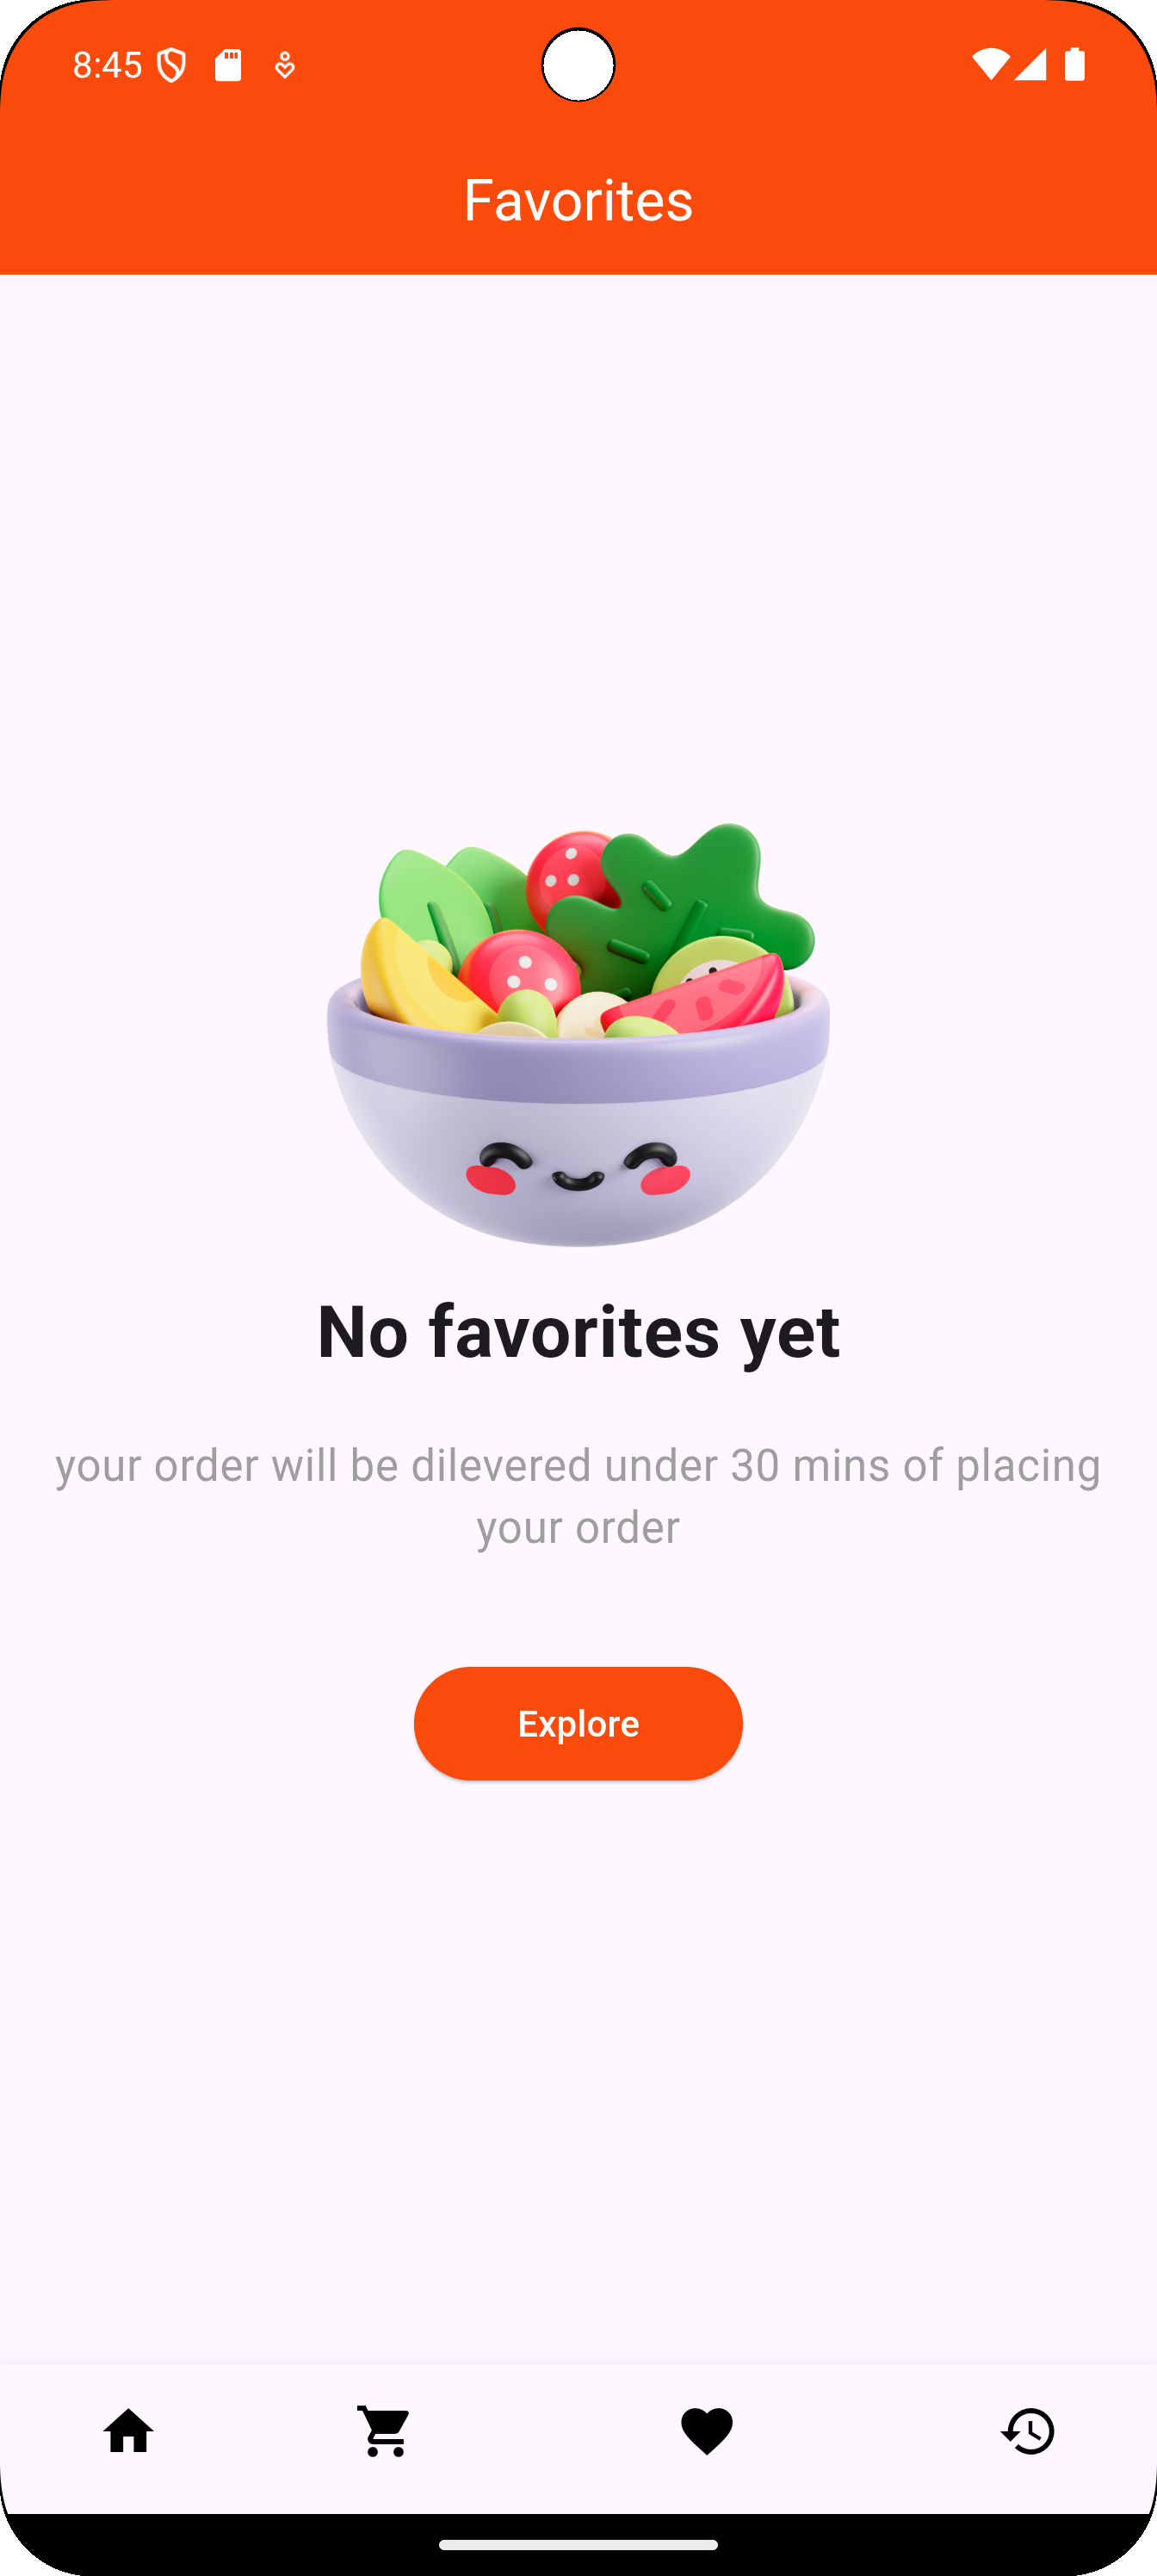 8:45
Favorites
No favorites yet
your order will be dilevered under 30 mins of placing
your order
Explore